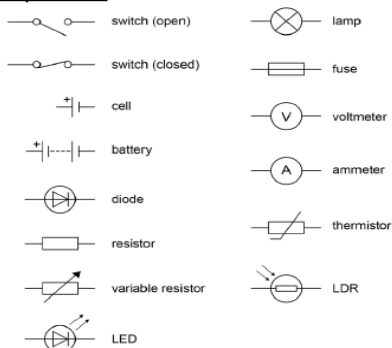 switch (open)
switch (closed)
+
cell
+
battery
diode
resistor
variable resistor
LED
lamp
fuse
V
voltmeter
A
ammeter
thermistor
LDR